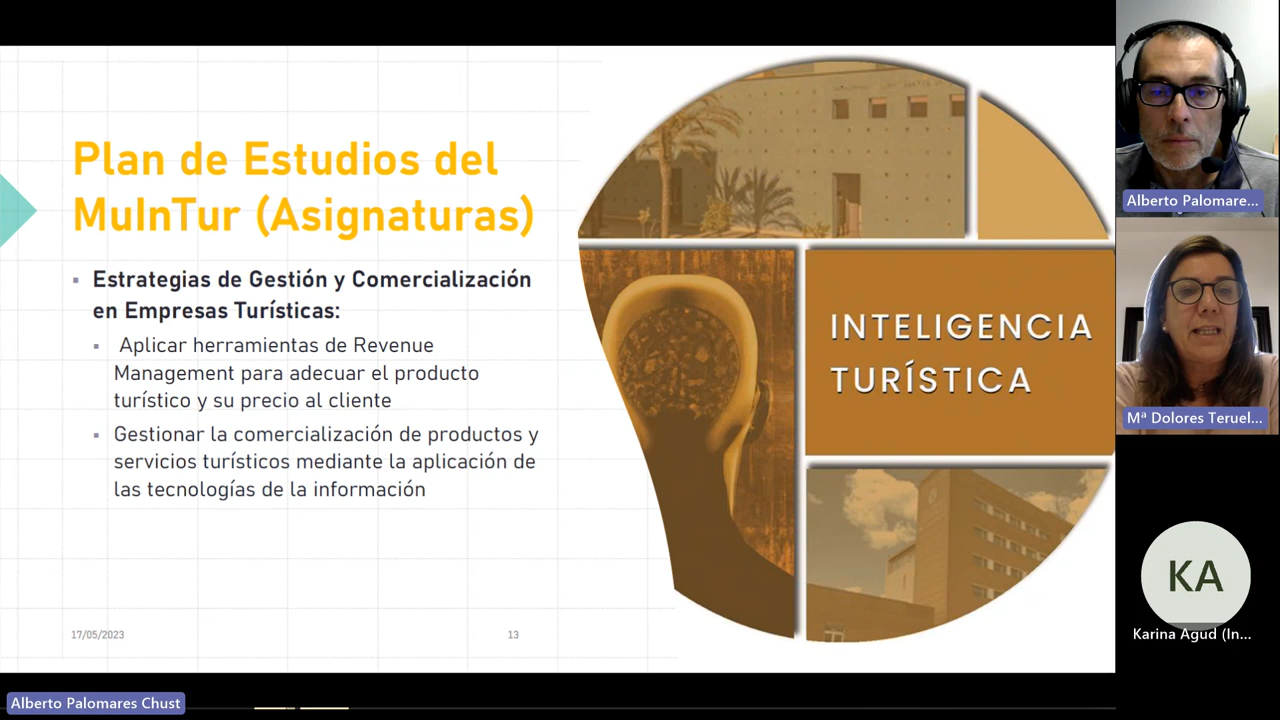 Plan de Estudios del
MuInTur (Asignaturas)
Estrategias de Gestión y Comercialización
en Empresas Turísticas:
Aplicar herramientas de Revenue
Management para adecuar el producto
turístico y su precio al cliente
Gestionar la comercialización de productos y
servicios turísticos mediante la aplicación de
las tecnologías de la información
17/05/2023
13
INTELIGENCIA
TURÍSTICA
Alberto Palomare...
Mª Dolores Teruel...
KA
Karina Agud (In...
Alberto Palomares Chust